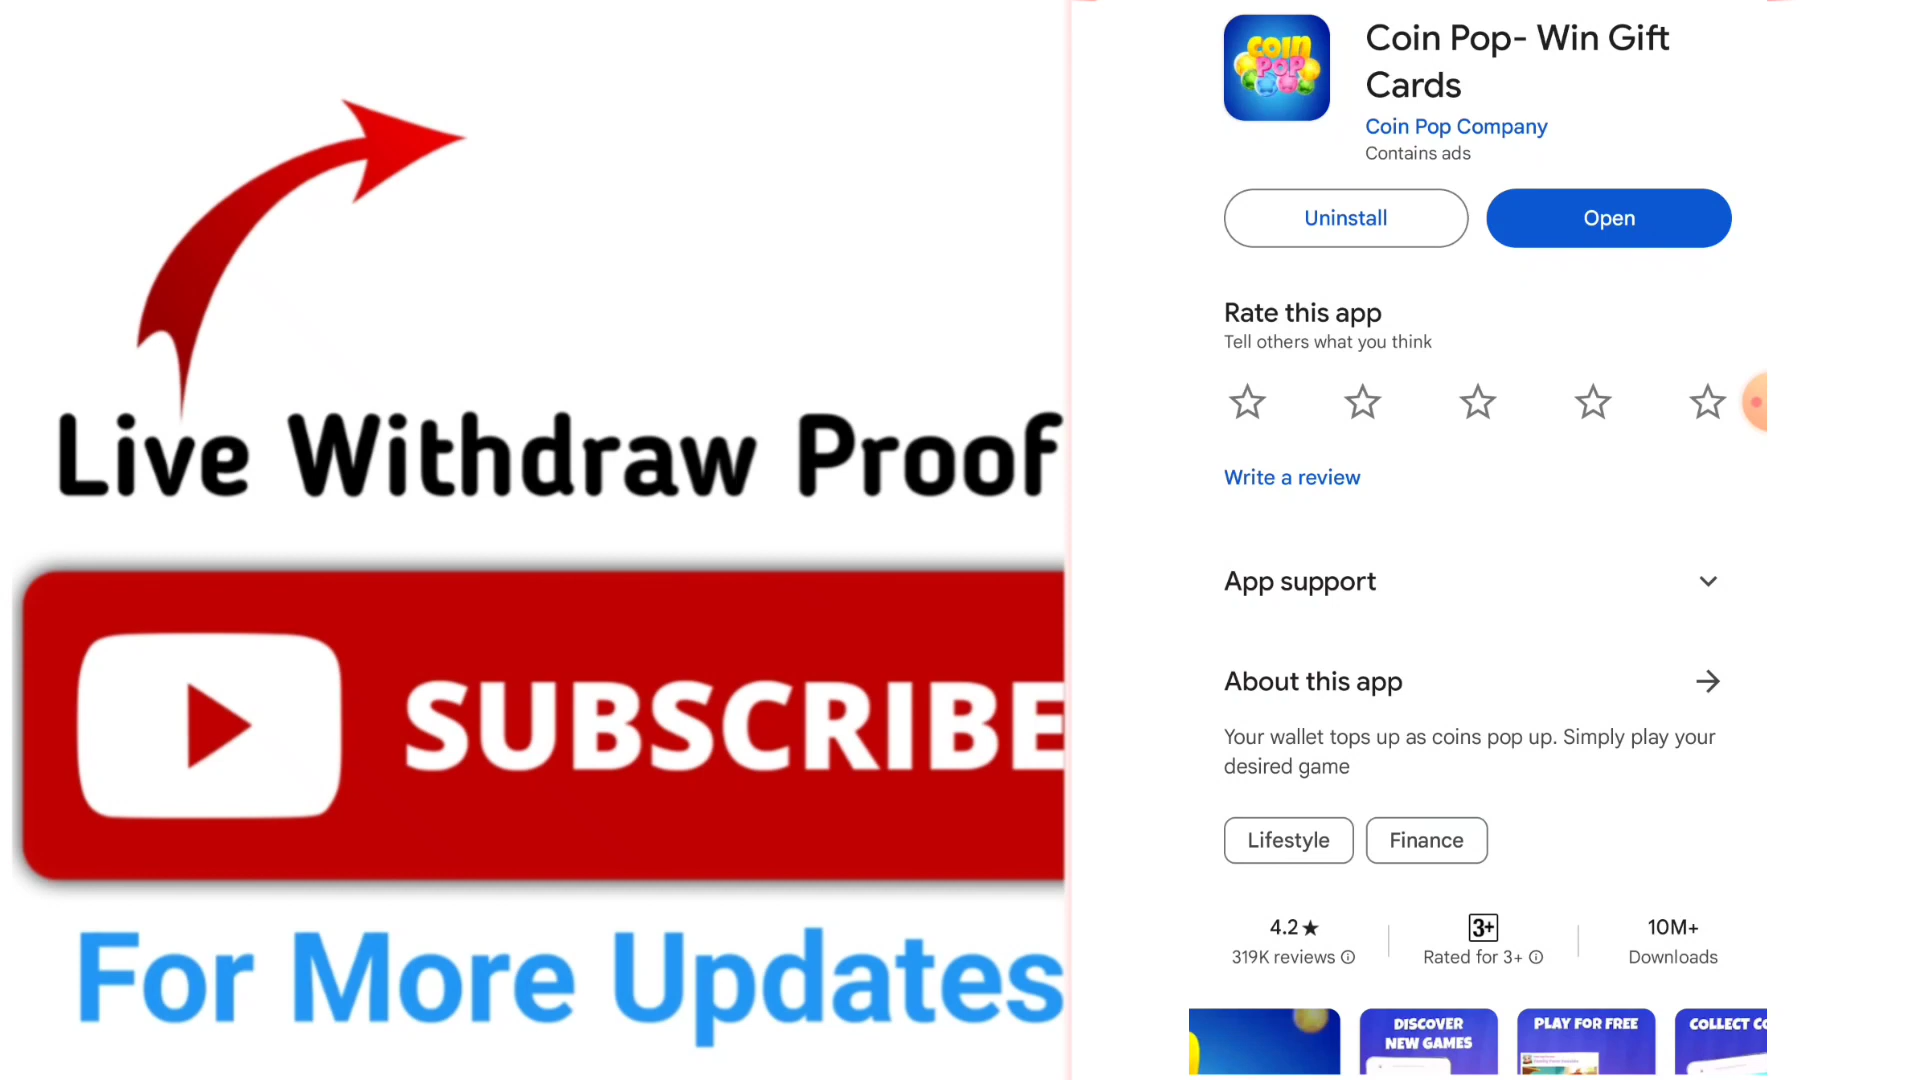 Live Withdraw Proof
SUBSCRIBE
For More Updates
COIN
POP
Coin Pop- Win Gift
Cards
Coin Pop Company
Contains ads
Uninstall
Open
Rate this app
Tell others what you think
Write a review
App support
About this app
Your wallet tops up as coins pop up. Simply play your
desired game
Lifestyle
Finance
4.2★
319K reviews
3+
Rated for 3+
10M+
Downloads
DISCOVER
NEW GAMES
PLAY FOR FREE
COLLECT